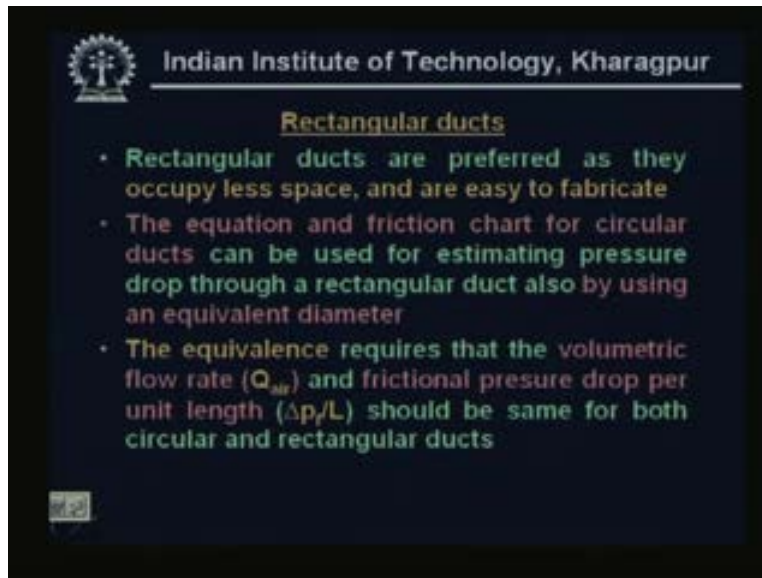 Indian Institute of Technology, Kharagpur
Rectangular ducts
• Rectangular ducts are preferred as they
occupy less space, and are easy to fabricate
• The equation and friction chart for circular
ducts can be used for estimating pressure
drop through a rectangular duct also by using
an equivalent diameter
• The equivalence requires that the volumetric
flow rate (Qair) and frictional presure drop per
unit length (Δpf/L) should be same for both
circular and rectangular ducts